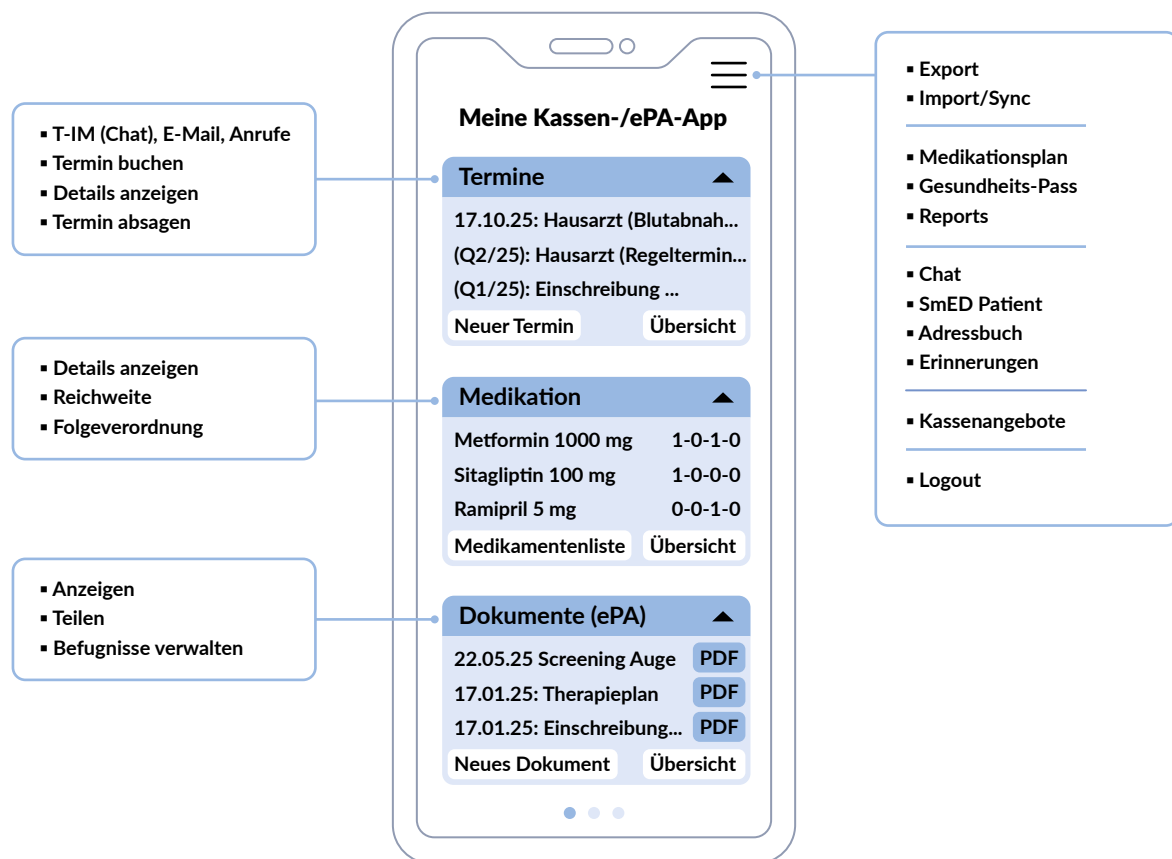 ▪ T-IM (Chat), E-Mail, Anrufe
▪ Termin buchen
▪ Details anzeigen
▪ Termin absagen
▪ Details anzeigen
▪ Reichweite
▪ Folgeverordnung
▪ Anzeigen
▪ Teilen
▪ Befugnisse verwalten
Meine Kassen-/ePA-App
Termine
17.10.25: Hausarzt (Blutabnah...
(Q2/25): Hausarzt (Regeltermin...
(Q1/25): Einschreibung ...
Neuer Termin Übersicht
Medikation
Metformin 1000 mg 1-0-1-0
Sitagliptin 100 mg 1-0-0-0
Ramipril 5 mg 0-0-1-0
Medikamentenliste Übersicht
Dokumente (ePA)
22.05.25 Screening Auge PDF
17.01.25: Therapieplan PDF
17.01.25: Einschreibung... PDF
Neues Dokument Übersicht
▪ Export
▪ Import/Sync
▪ Medikationsplan
▪ Gesundheits-Pass
▪ Reports
▪ Chat
▪ SmED Patient
▪ Adressbuch
▪ Erinnerungen
▪ Kassenangebote
▪ Logout